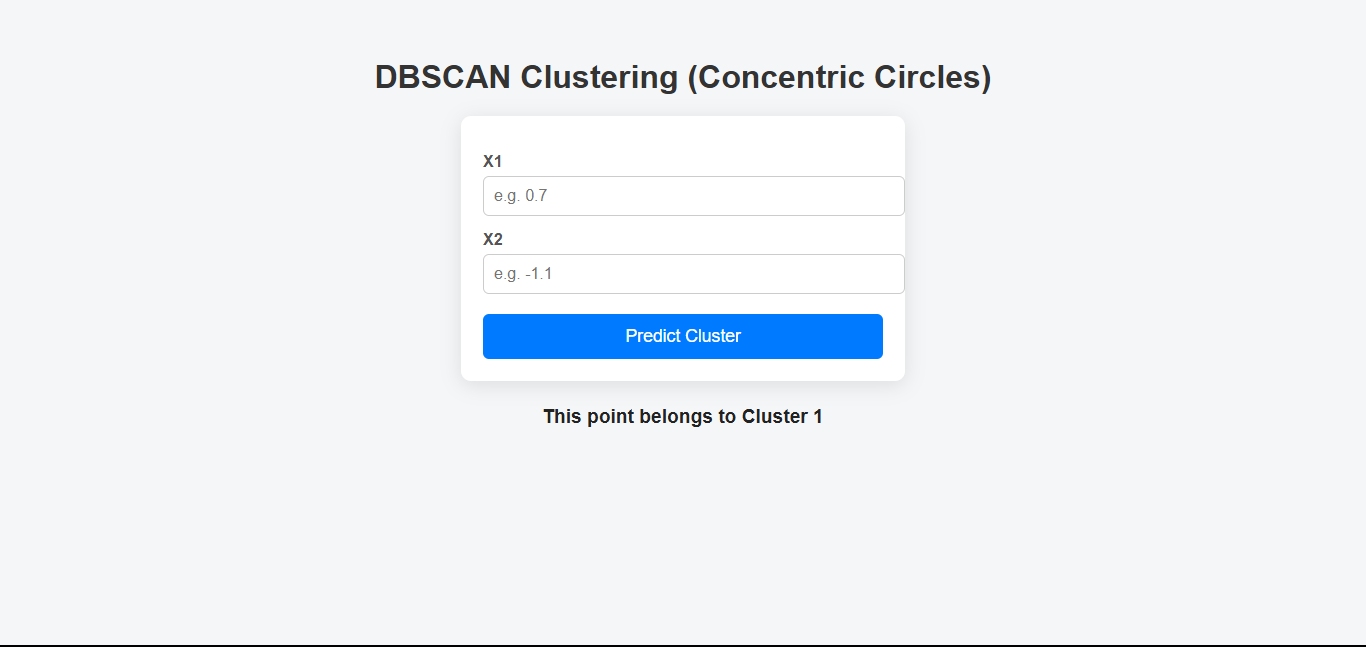 DBSCAN Clustering (Concentric Circles)
X1
e.g. 0.7
X2
e.g. -1.1
Predict Cluster
This point belongs to Cluster 1